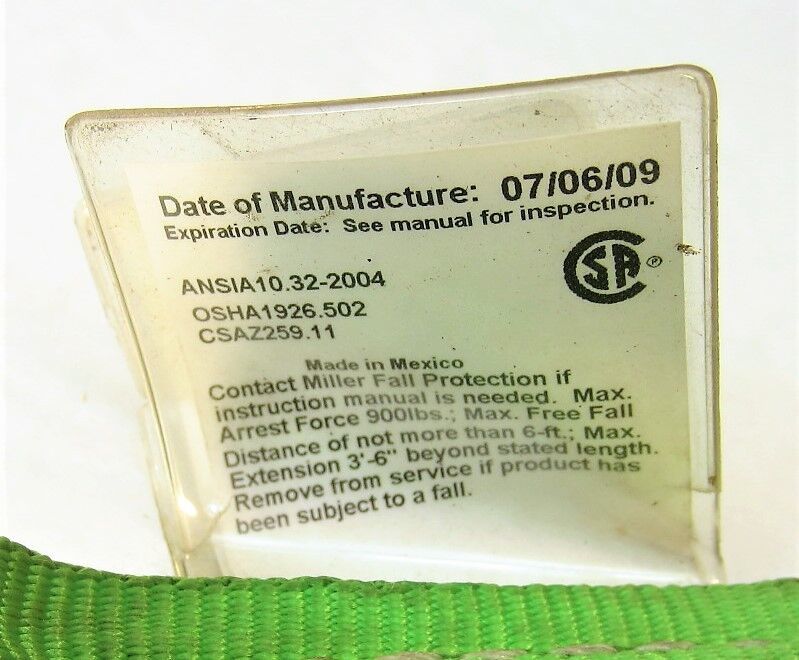 Date of Manufacture: 07/06/09
Expiration Date: See manual for inspection.
ANSIA10.32-2004
OSHA1926.502
CSAZ259.11
CSA ®
Made in Mexico
Contact Miller Fall Protection if
instruction manual is needed. Max.
Arrest Force 900lbs.; Max. Free Fall
Distance of not more than 6-ft.; Max.
Extension 3'-6" beyond stated length.
Remove from service if product has
been subject to a fall.